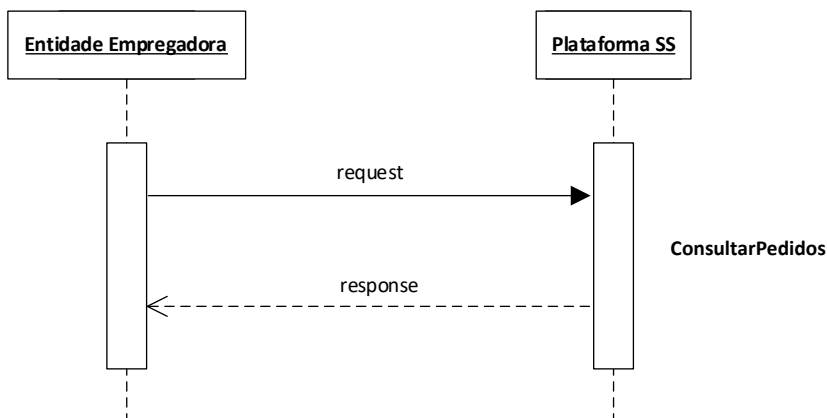 Entidade Empregadora
Plataforma SS
request
ConsultarPedidos
response